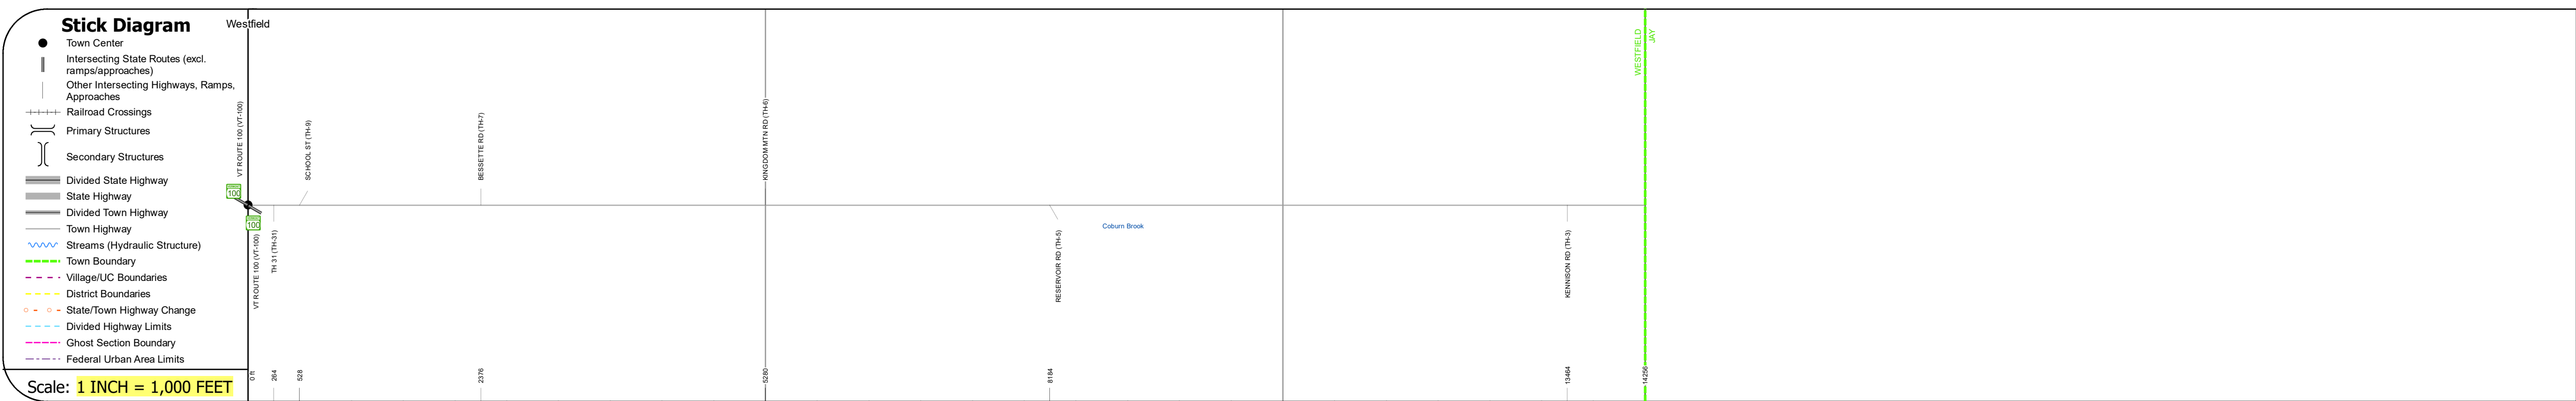 Stick Diagram
Town Center
Intersecting State Routes (excl.
ramps/approaches)
Other Intersecting Highways, Ramps,
Approaches
Railroad Crossings
Primary Structures
Secondary Structures
Divided State Highway
State Highway
Divided Town Highway
Town Highway
Streams (Hydraulic Structure)
Town Boundary
Village/UC Boundaries
District Boundaries
State/Town Highway Change
Divided Highway Limits
Ghost Section Boundary
Federal Urban Area Limits
Scale: 1 INCH = 1,000 FEET
Westfield
VT ROUTE 100 (VT-100)
100
100
VT ROUTE 100 (VT-100)
TH 31 (TH-31)
SCHOOL ST (TH-9)
BESSETTE RD (TH-7)
KINGDOM MTN RD (TH-6)
RESERVOIR RD (TH-5)
Coburn Brook
KENNISON RD (TH-3)
WESTFIELD
JAY
0 ft
264
528
2376
5280
8184
13464
14256